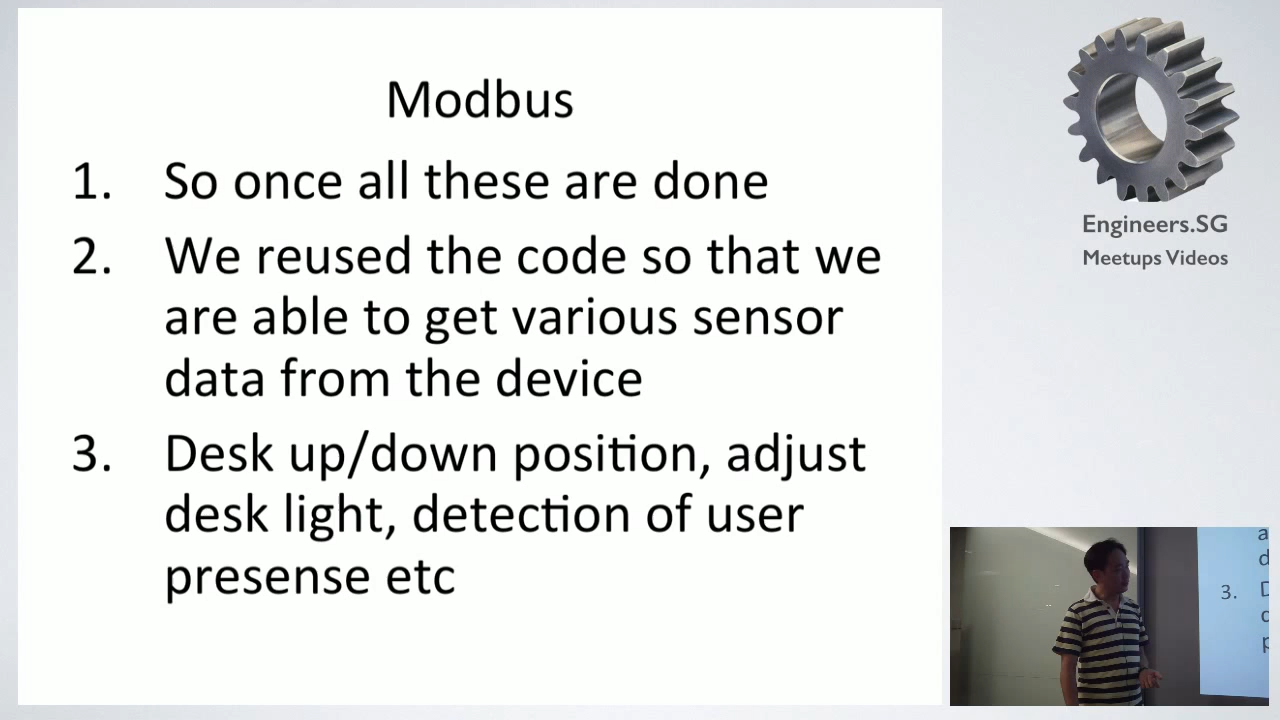 Modbus
1. So once all these are done
2. We reused the code so that we
are able to get various sensor
data from the device
3. Desk up/down position, adjust
desk light, detection of user
presense etc
Engineers.SG
Meetups Videos
a
d
3. D
d
p